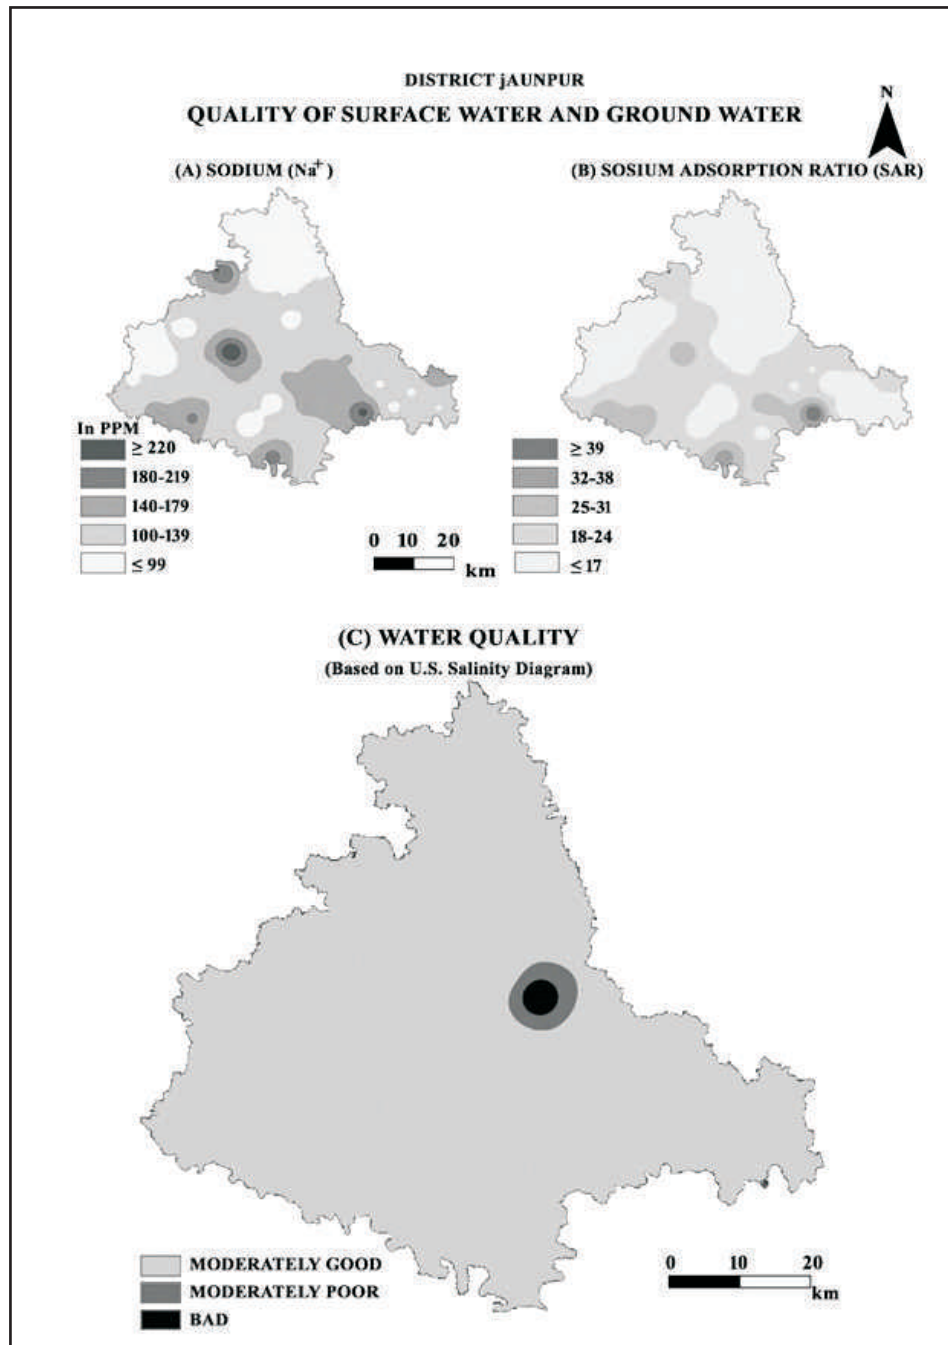 DISTRICT jAUNPUR
QUALITY OF SURFACE WATER AND GROUND WATER
N
(A) SODIUM (Na+)
(B) SOSIUM ADSORPTION RATIO (SAR)
In PPM
≥ 220
180-219
140-179
100-139
≤ 99
0 10 20
km
≥ 39
32-38
25-31
18-24
≤ 17
(C) WATER QUALITY
(Based on U.S. Salinity Diagram)
MODERATELY GOOD
MODERATELY POOR
BAD
0 10 20
km